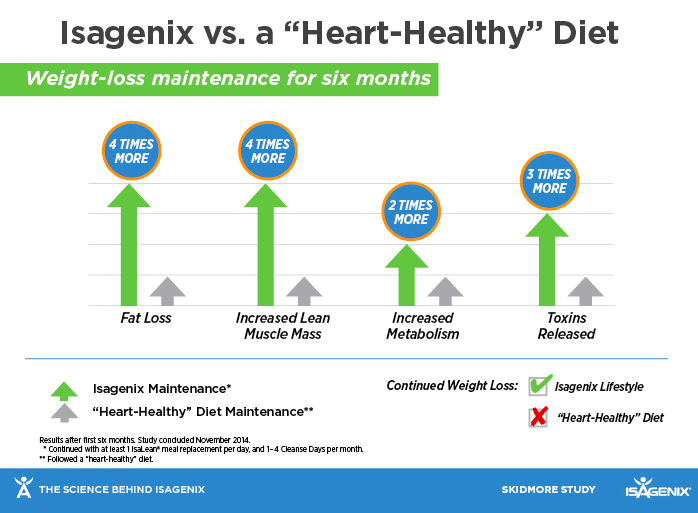 Isagenix vs. a “Heart-Healthy” Diet
Weight-loss maintenance for six months
4 TIMES
MORE
4 TIMES
MORE
2 TIMES
MORE
3 TIMES
MORE
Fat Loss
Increased Lean
Muscle Mass
Increased
Metabolism
Toxins
Released
Isagenix Maintenance*
“Heart-Healthy” Diet Maintenance**
Continued Weight Loss:
Isagenix Lifestyle
“Heart-Healthy” Diet
Results after first six months. Study concluded November 2014.
* Continued with at least 1 IsaLean® meal replacement per day, and 1–4 Cleanse Days per month.
** Followed a “heart-healthy” diet.
THE SCIENCE BEHIND ISAGENIX
SKIDMORE STUDY
ISAGENIX®